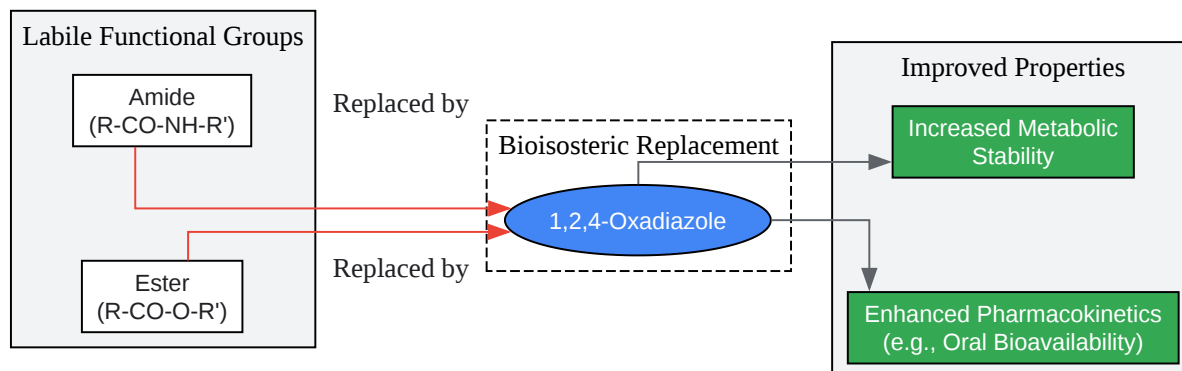 Labile Functional Groups
Amide
(R-CO-NH-R')
Ester
(R-CO-O-R')
Replaced by
Replaced by
Bioisosteric Replacement
1,2,4-Oxadiazole
Improved Properties
Increased Metabolic
Stability
Enhanced Pharmacokinetics
(e.g., Oral Bioavailability)